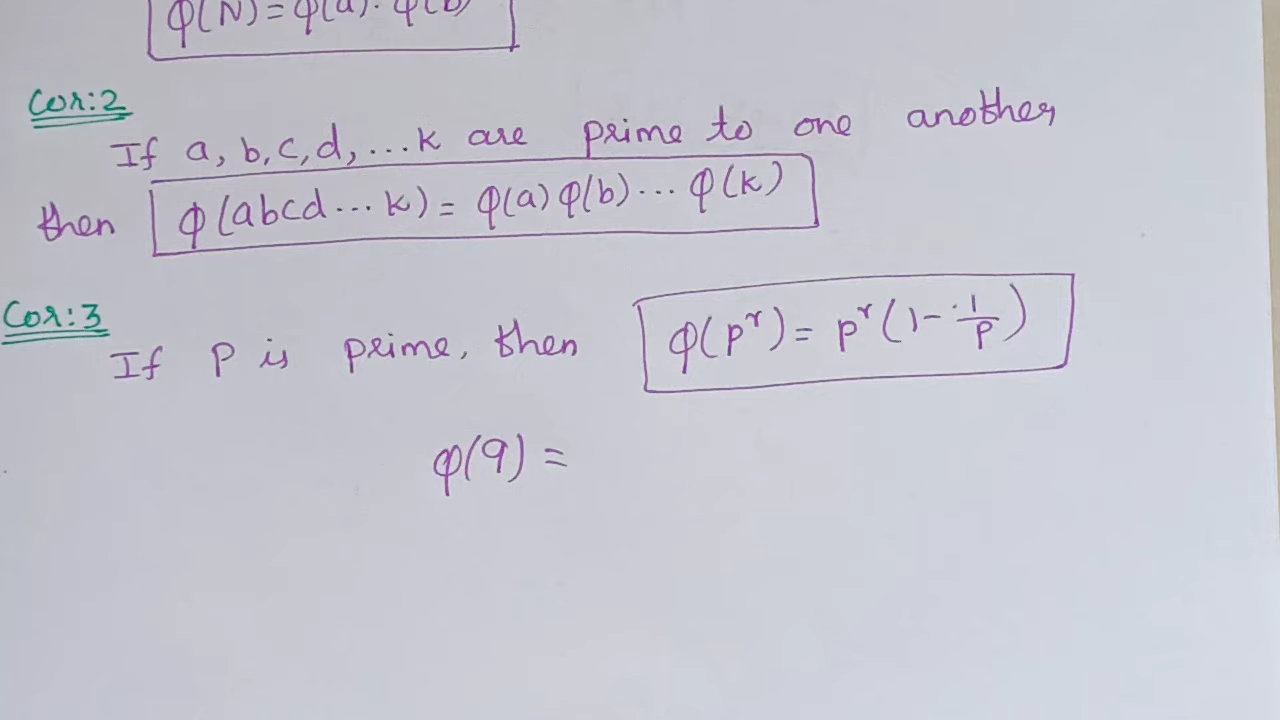 φ(N) = φ(a). φ(b)
Cor:2
If a, b, c, d, ... k are prime to one another
then φ(abcd ... k) = φ(a) φ(b) ... φ(k)
Cor:3
If P is prime, then φ(p^r) = p^r (1 - 1/p)
φ(9) =